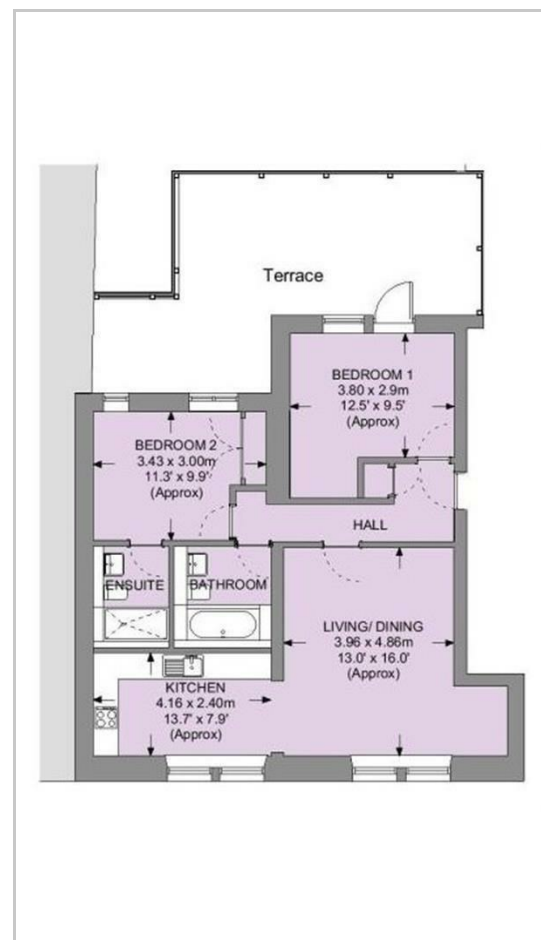 Terrace
BEDROOM 1
3.80 x 2.9m
12.5' x 9.5'
(Approx)
BEDROOM 2
3.43 x 3.00m
11.3' x 9.9'
(Approx)
HALL
ENSUITE
BATHROOM
LIVING/ DINING
3.96 x 4.86m
13.0' x 16.0'
(Approx)
KITCHEN
4.16 x 2.40m
13.7' x 7.9'
(Approx)